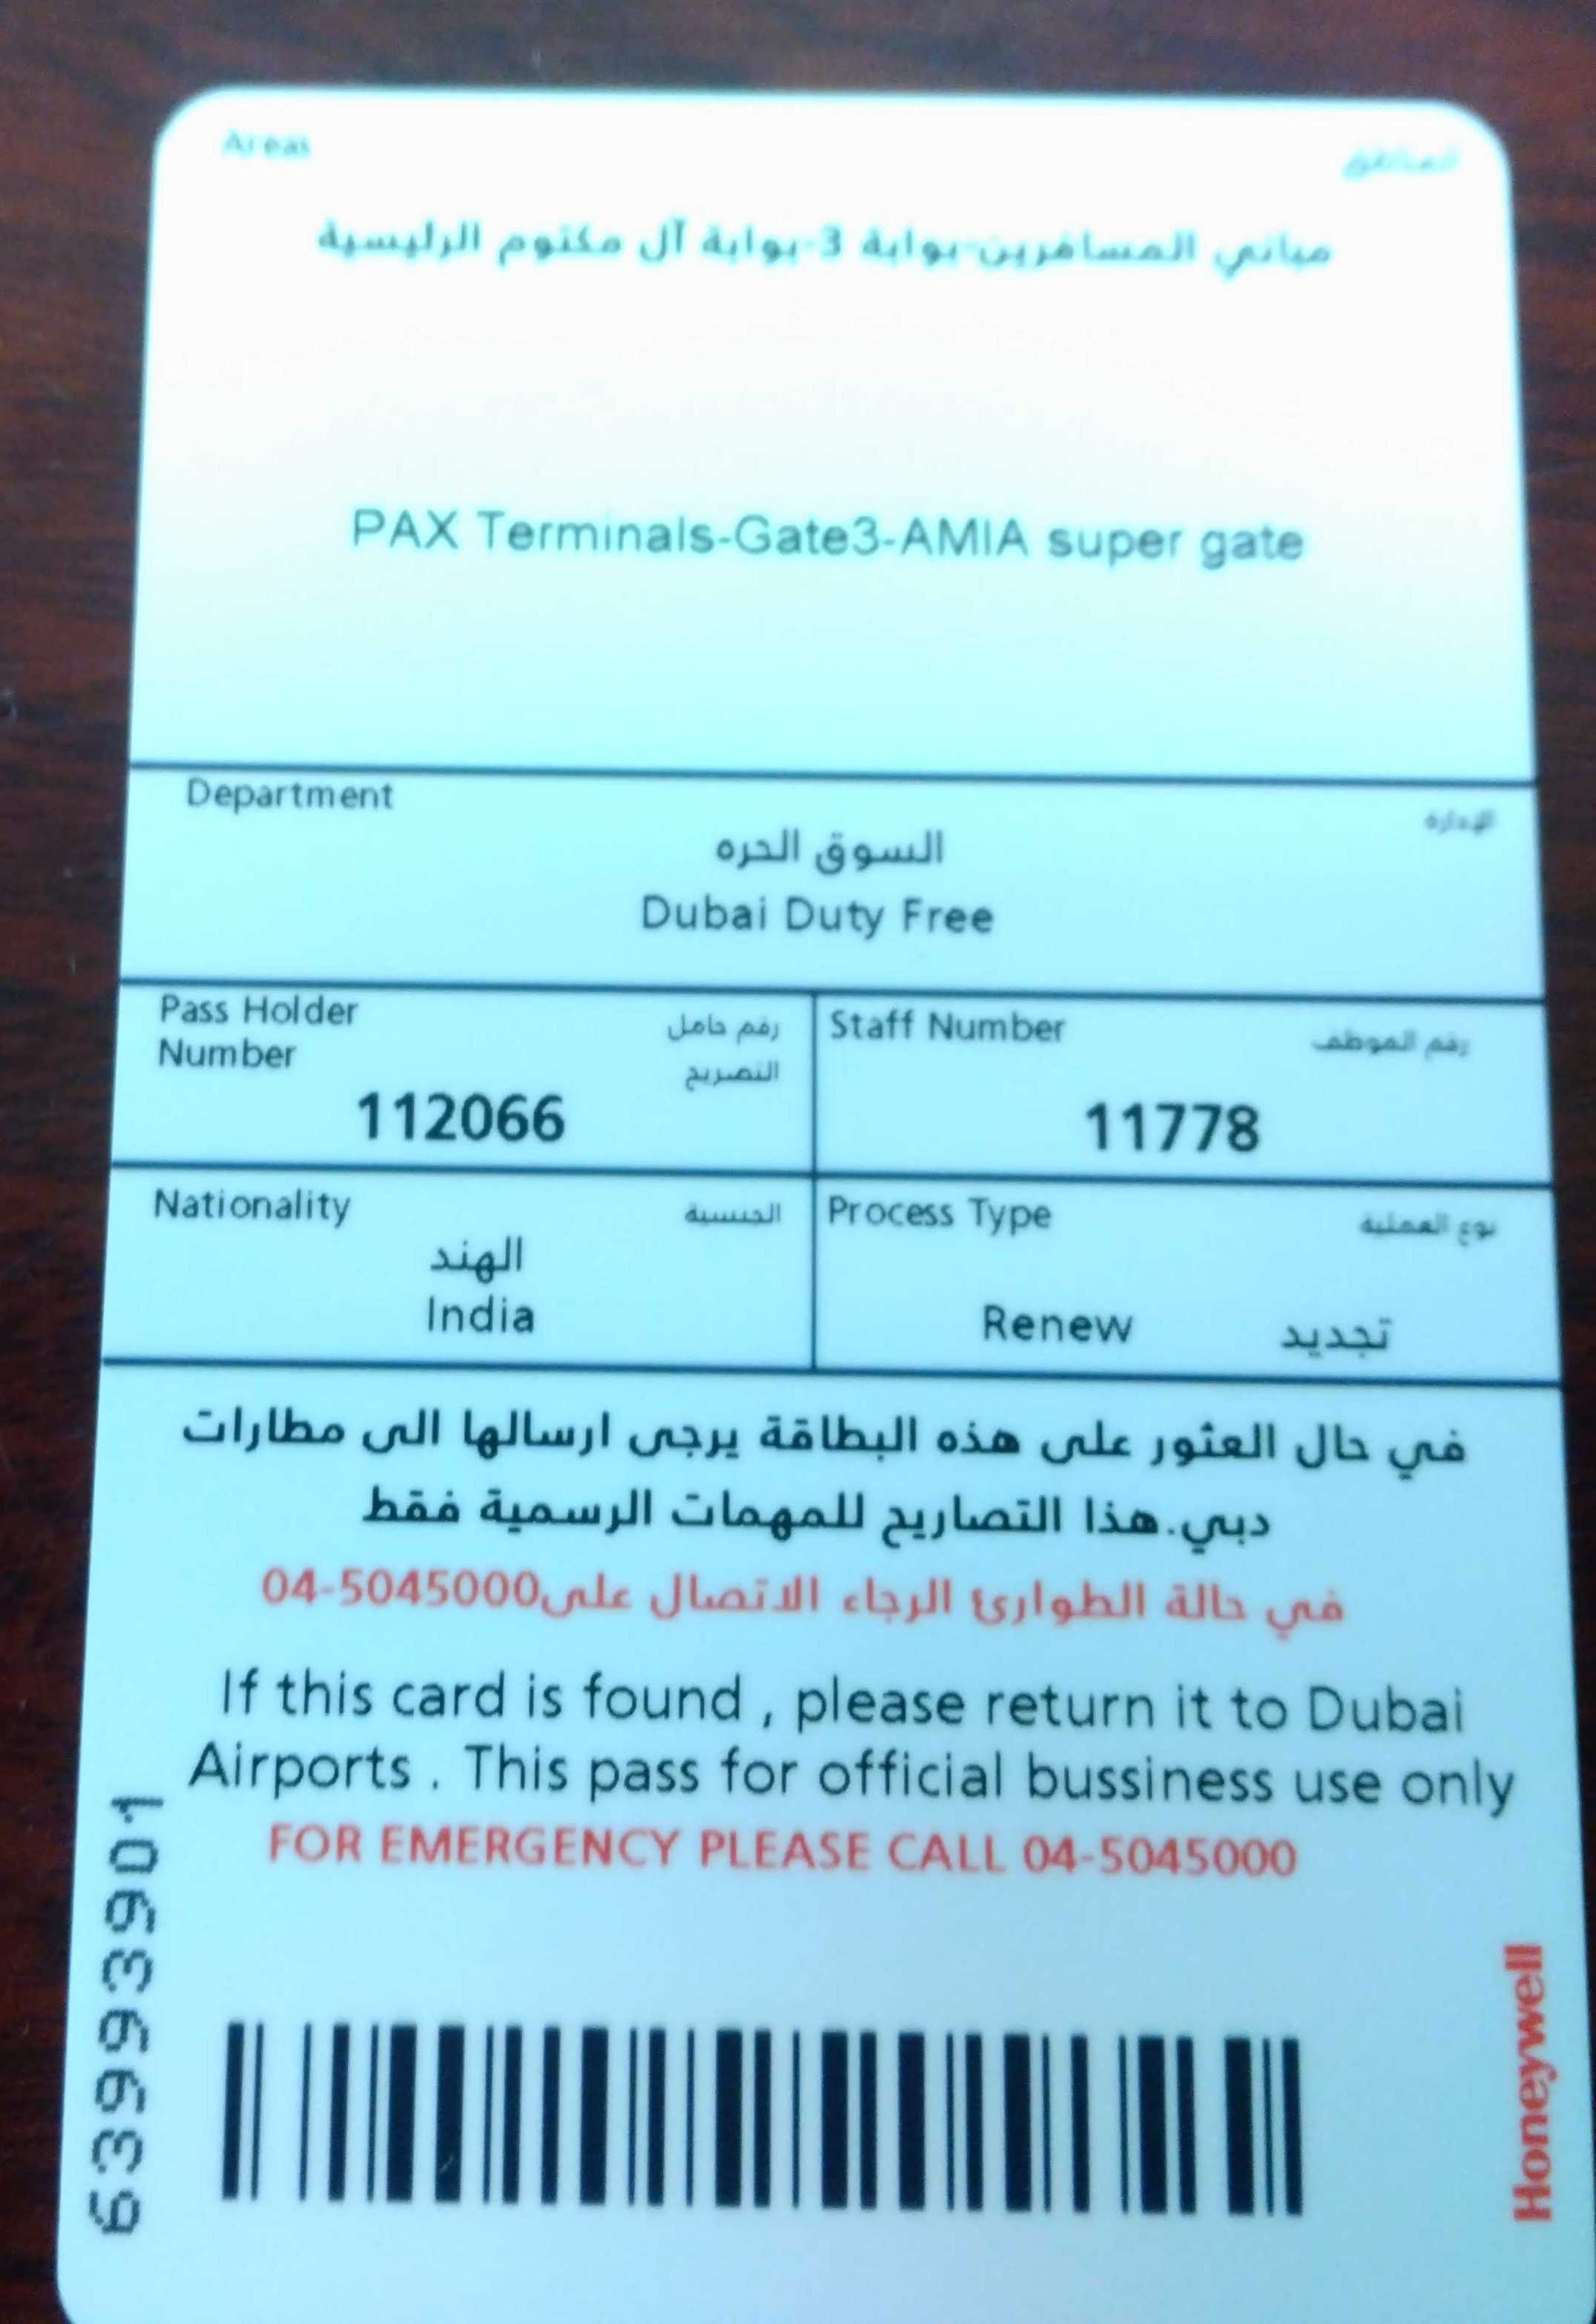 Areas
المناطق
مباني المسافرين-بوابة 3-بوابة آل مكتوم الرئيسية
PAX Terminals-Gate3-AMIA super gate
Department
الإدارة
السوق الحره
Dubai Duty Free
Pass Holder
Number
رقم حامل
التصريح
112066
Staff Number
رقم الموظف
11778
Nationality
الجنسية
الهند
India
Process Type
نوع العملية
Renew
تجديد
في حال العثور على هذه البطاقة يرجى ارسالها الى مطارات
دبي.هذا التصاريح للمهمات الرسمية فقط
في حالة الطوارئ الرجاء الاتصال على04-5045000
If this card is found , please return it to Dubai
Airports . This pass for official bussiness use only
FOR EMERGENCY PLEASE CALL 04-5045000
639939​01
Honeywell